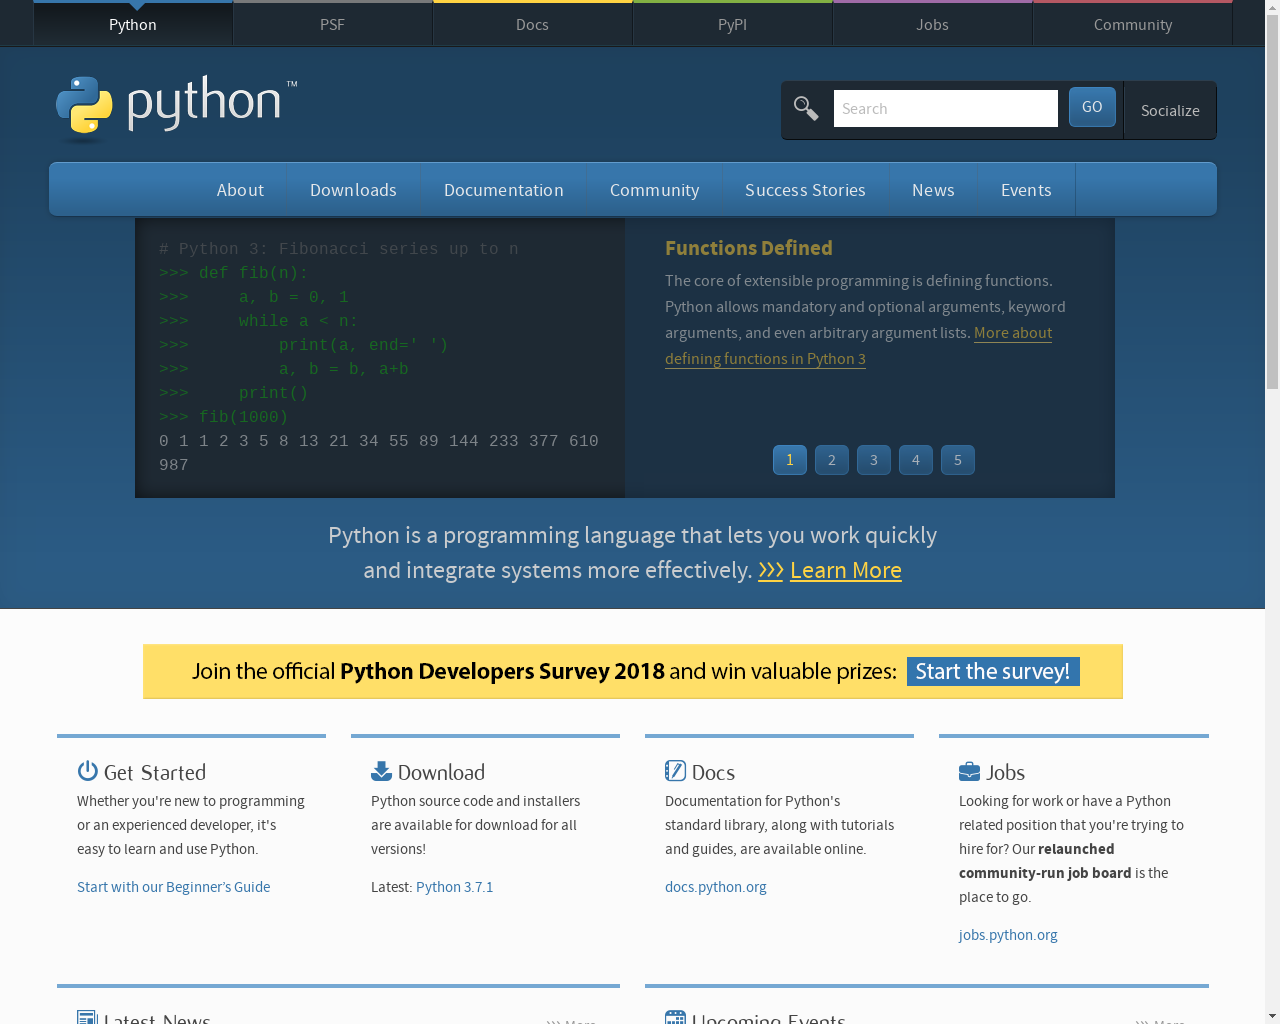 Python PSF Docs PyPI Jobs Community
python™
Search GO Socialize
About Downloads Documentation Community Success Stories News Events
# Python 3: Fibonacci series up to n
>>> def fib(n):
>>>     a, b = 0, 1
>>>     while a < n:
>>>         print(a, end=' ')
>>>         a, b = b, a+b
>>>     print()
>>> fib(1000)
0 1 1 2 3 5 8 13 21 34 55 89 144 233 377 610
987
Functions Defined
The core of extensible programming is defining functions.
Python allows mandatory and optional arguments, keyword
arguments, and even arbitrary argument lists. More about
defining functions in Python 3
1 2 3 4 5
Python is a programming language that lets you work quickly
and integrate systems more effectively. >>> Learn More
Join the official Python Developers Survey 2018 and win valuable prizes: Start the survey!
Get Started
Whether you're new to programming
or an experienced developer, it's
easy to learn and use Python.
Start with our Beginner’s Guide
Download
Python source code and installers
are available for download for all
versions!
Latest: Python 3.7.1
Docs
Documentation for Python's
standard library, along with tutorials
and guides, are available online.
docs.python.org
Jobs
Looking for work or have a Python
related position that you're trying to
hire for? Our relaunched
community-run job board is the
place to go.
jobs.python.org
Latest News >>> More
Upcoming Events >>> More